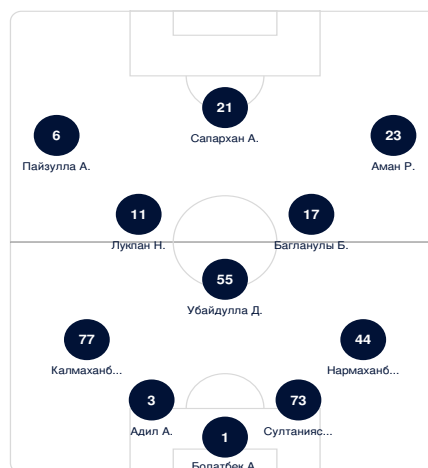 21
Сапархан А.
6
Пайзулла А.
23
Аман Р.
11
Лукпан Н.
17
Багланулы Б.
55
Убайдулла Д.
77
Калмаханб...
44
Нармаханб...
3
Адил А.
73
Султанияс...
1
Болатбек А.